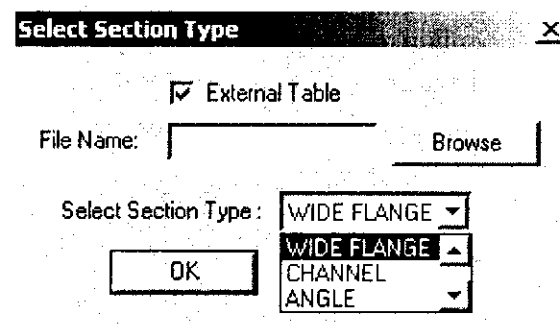 Select Section Type
External Table
File Name:
Browse
Select Section Type :
WIDE FLANGE
WIDE FLANGE
OK
CHANNEL
ANGLE